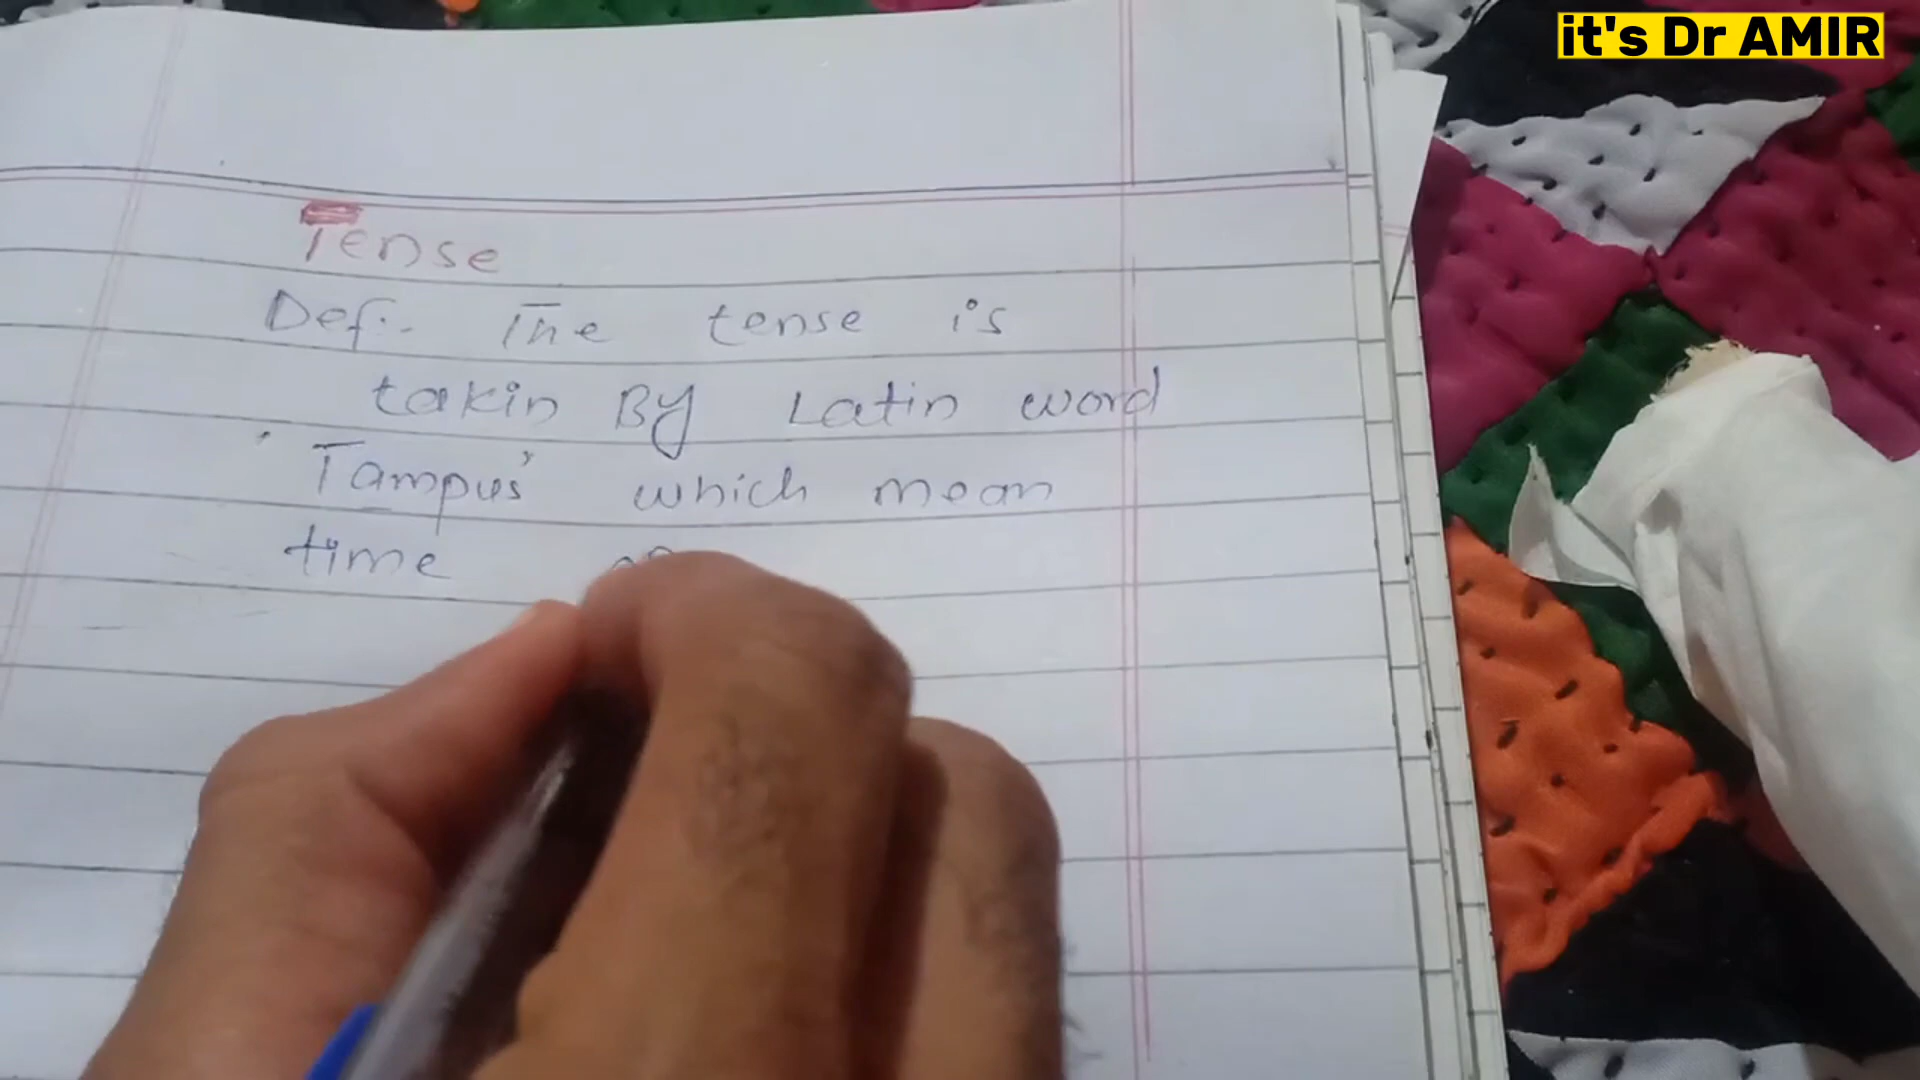 it's Dr AMIR
Tense
Def:- The tense is
takin By Latin word
'Tampus' which mean
time